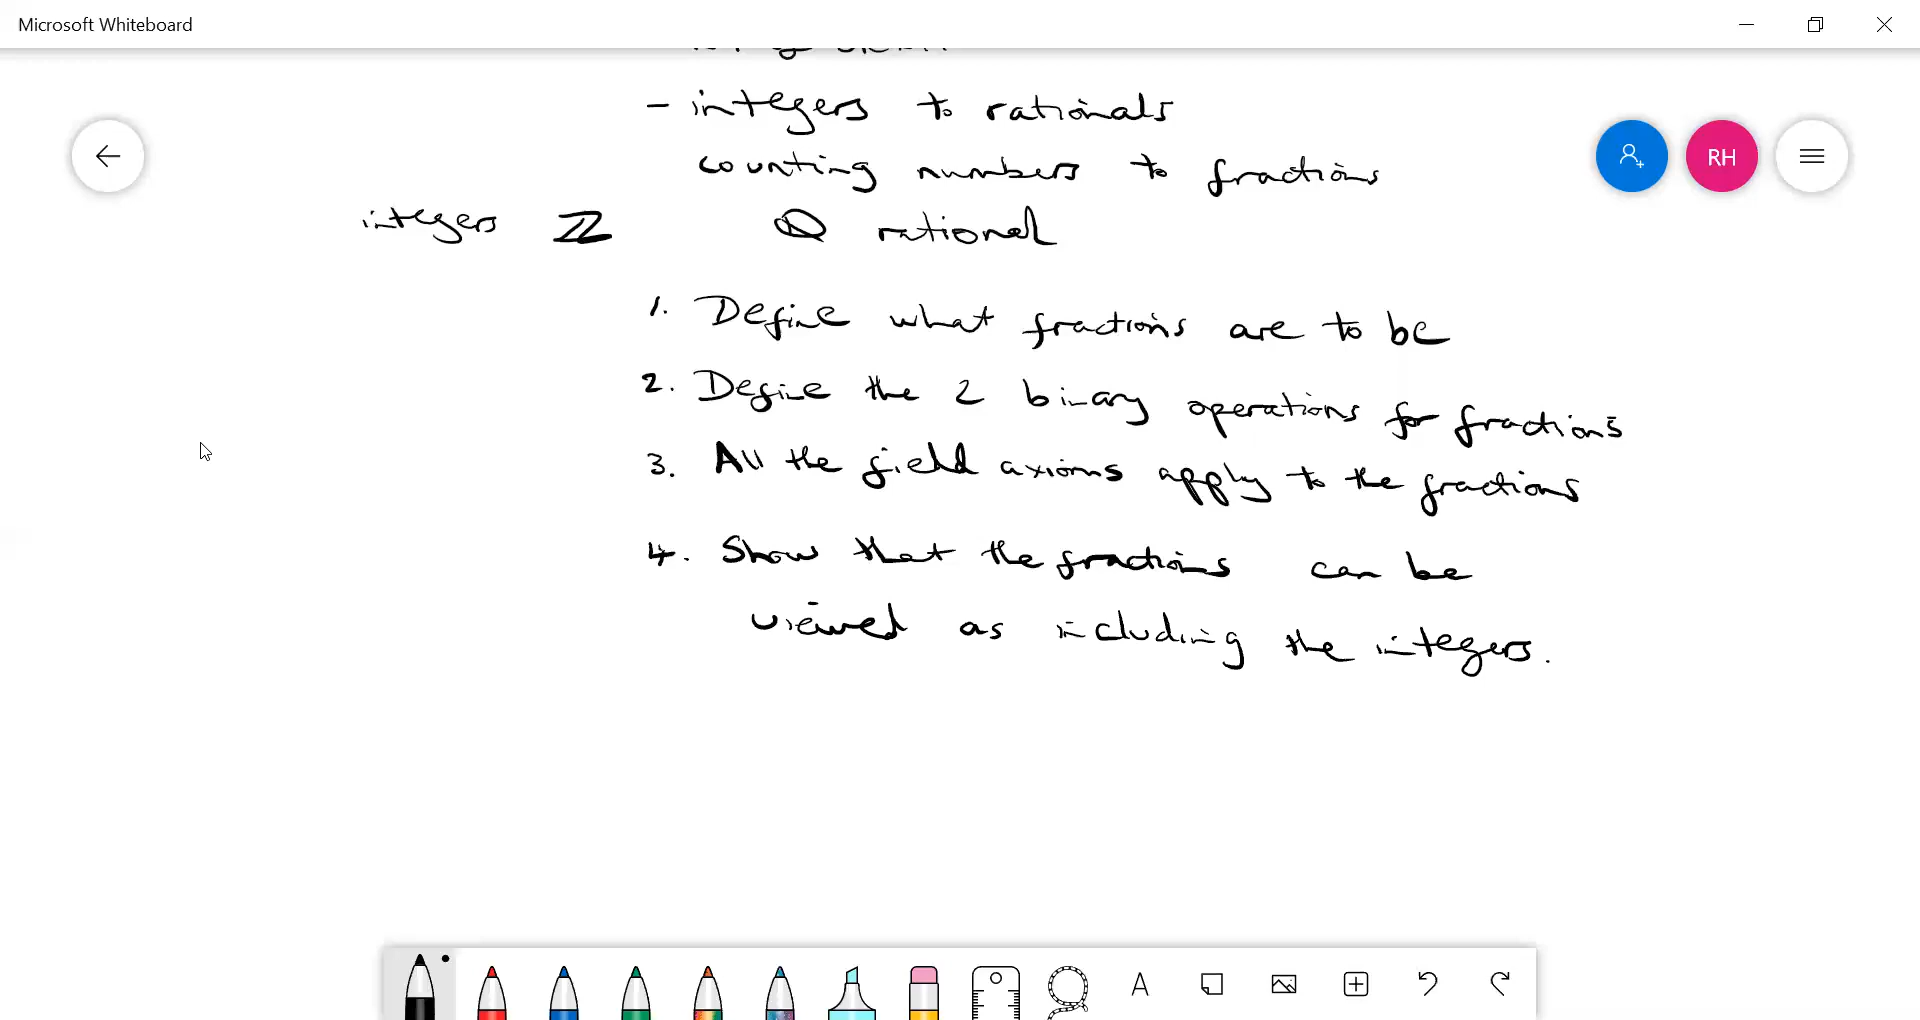 Microsoft Whiteboard
- integers to rationals
counting numbers to fractions
RH
integers ℤ ℚ rational
1. Define what fractions are to be
2. Define the 2 binary operations for fractions
3. All the field axioms apply to the fractions
4. Show that the fractions can be
viewed as including the integers.
A